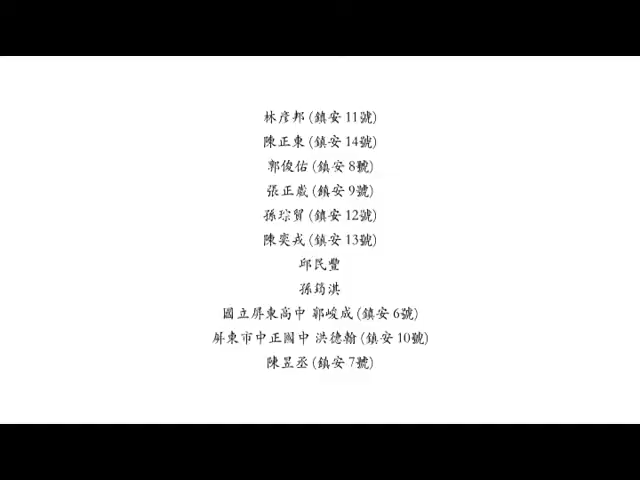 林彥邦 (鎮安 11號)
陳正東 (鎮安 14號)
郭俊佑 (鎮安 8號)
張正崴 (鎮安 9號)
孫琮貿 (鎮安 12號)
陳奕戎 (鎮安 13號)
邱民豐
孫筠淇
國立屏東高中 鄭峻成 (鎮安 6號)
屏東市中正國中 洪德翰 (鎮安 10號)
陳昱丞 (鎮安 7號)